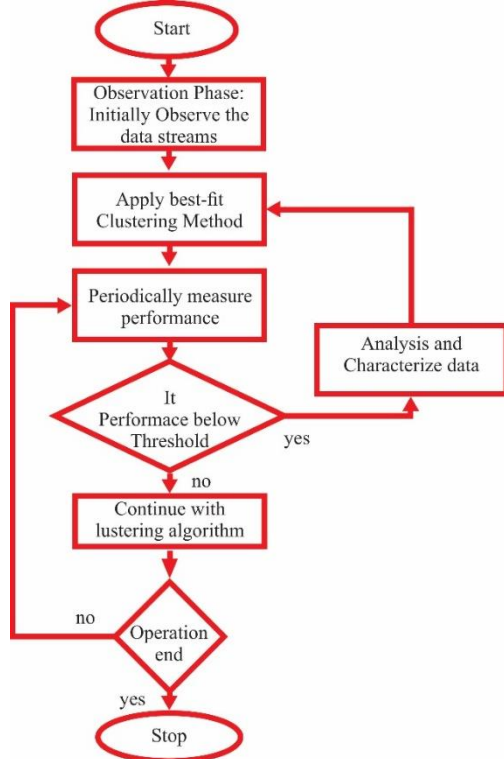 Start
Observation Phase:
Initially Observe the
data streams
Apply best-fit
Clustering Method
Periodically measure
performance
Analysis and
Characterize data
It
Performace below
Threshold
yes
no
Continue with
lustering algorithm
no
Operation
end
yes
Stop